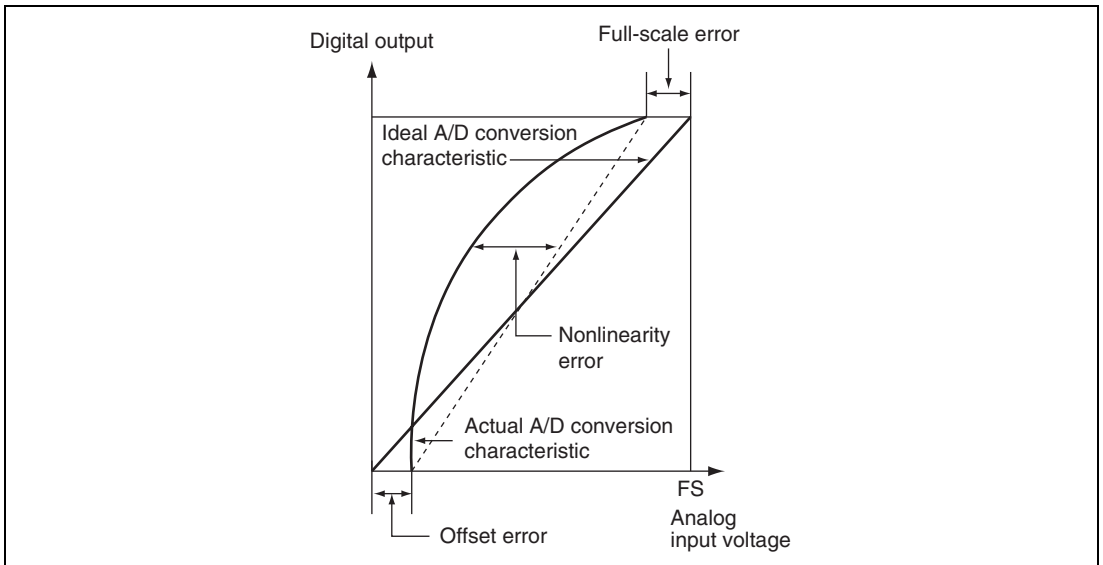 Full-scale error
Digital output
Ideal A/D conversion
characteristic
Nonlinearity
error
Actual A/D conversion
characteristic
FS
Analog
input voltage
Offset error